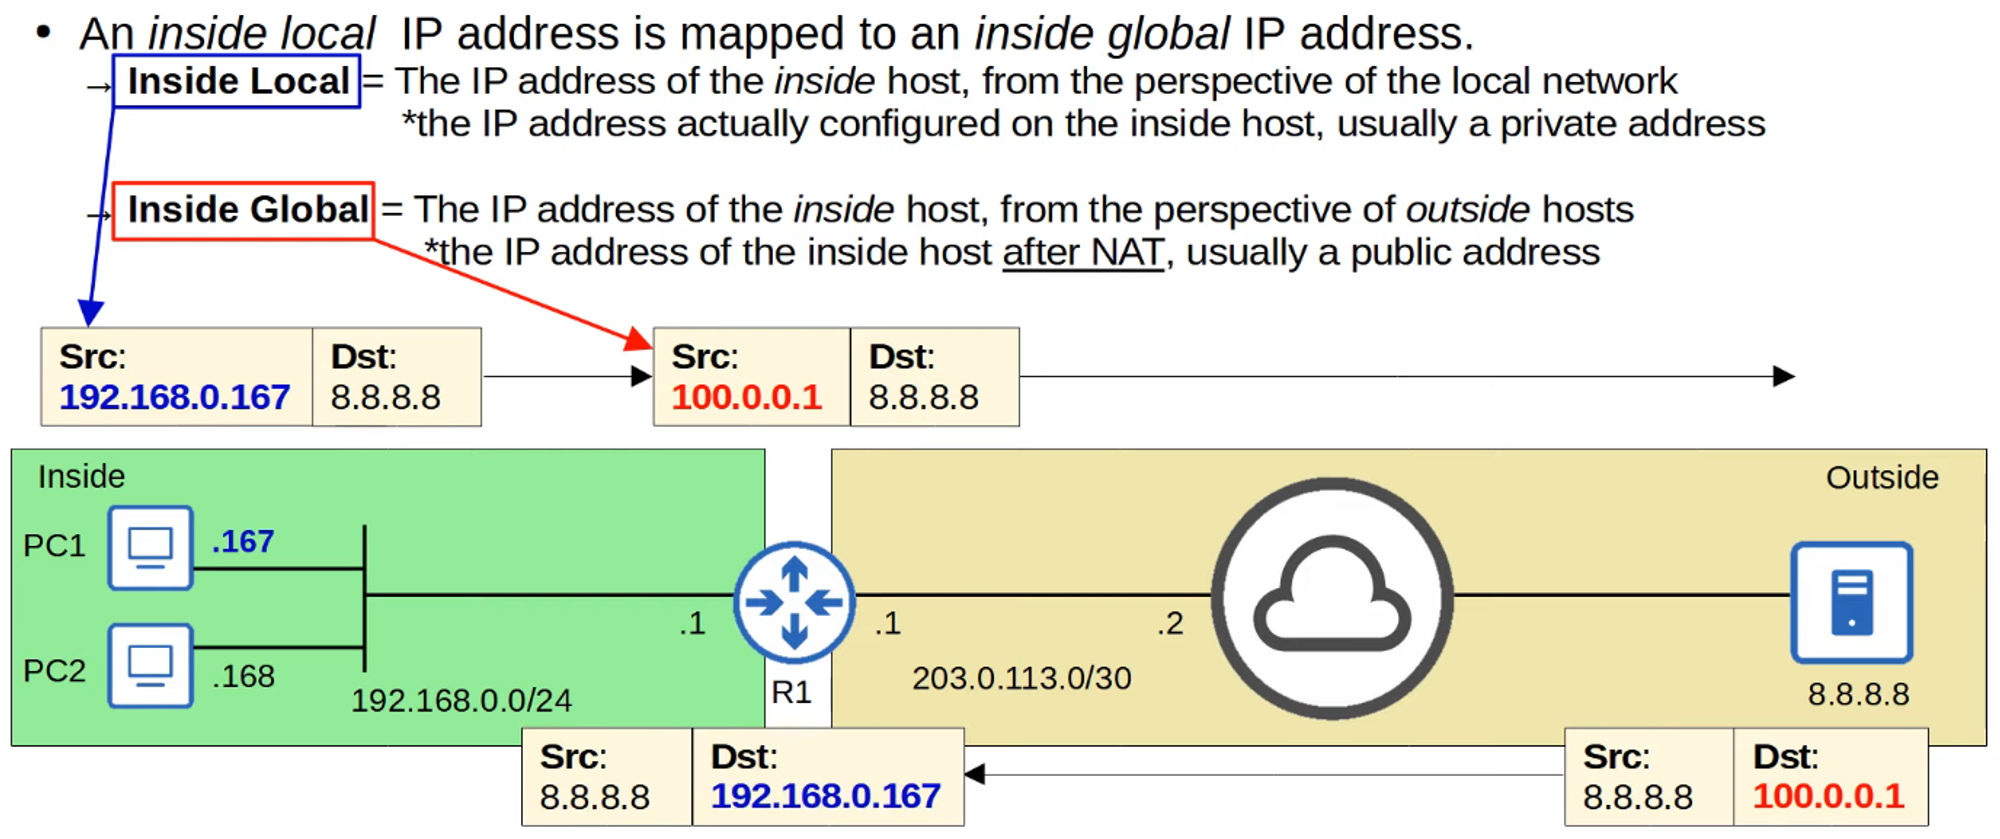 • An inside local IP address is mapped to an inside global IP address.
→ Inside Local = The IP address of the inside host, from the perspective of the local network
*the IP address actually configured on the inside host, usually a private address
→ Inside Global = The IP address of the inside host, from the perspective of outside hosts
*the IP address of the inside host after NAT, usually a public address
Src: Dst:
192.168.0.167 8.8.8.8
Src: Dst:
100.0.0.1 8.8.8.8
Inside
Outside
PC1
.167
PC2
.168
192.168.0.0/24
.1
R1
.1
.2
203.0.113.0/30
8.8.8.8
Src: Dst:
8.8.8.8 192.168.0.167
Src: Dst:
8.8.8.8 100.0.0.1